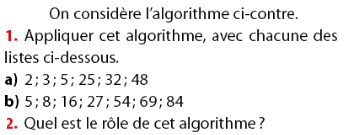 On considère l'algorithme ci-contre.
1. Appliquer cet algorithme, avec chacune des
listes ci-dessous.
a) 2 ; 3 ; 5 ; 25 ; 32 ; 48
b) 5 ; 8 ; 16 ; 27 ; 54 ; 69 ; 84
2. Quel est le rôle de cet algorithme ?